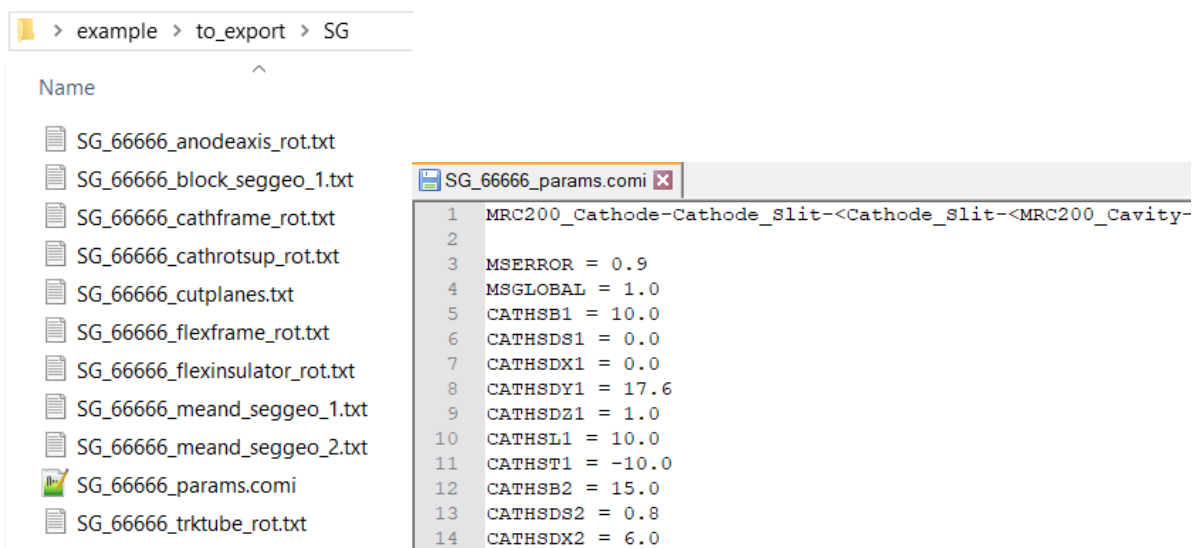 > example > to_export > SG
Name
SG_66666_anodeaxis_rot.txt
SG_66666_block_seggeo_1.txt
SG_66666_cathframe_rot.txt
SG_66666_cathrotsup_rot.txt
SG_66666_cutplanes.txt
SG_66666_flexframe_rot.txt
SG_66666_flexinsulator_rot.txt
SG_66666_meand_seggeo_1.txt
SG_66666_meand_seggeo_2.txt
SG_66666_params.comi
SG_66666_trktube_rot.txt
SG_66666_params.comi
1 MRC200_Cathode-Cathode_Slit-<Cathode_Slit-<MRC200_Cavity-
2
3 MSERROR = 0.9
4 MSGLOBAL = 1.0
5 CATHSB1 = 10.0
6 CATHSDS1 = 0.0
7 CATHSDX1 = 0.0
8 CATHSDY1 = 17.6
9 CATHSDZ1 = 1.0
10 CATHSL1 = 10.0
11 CATHST1 = -10.0
12 CATHSB2 = 15.0
13 CATHSDS2 = 0.8
14 CATHSDX2 = 6.0